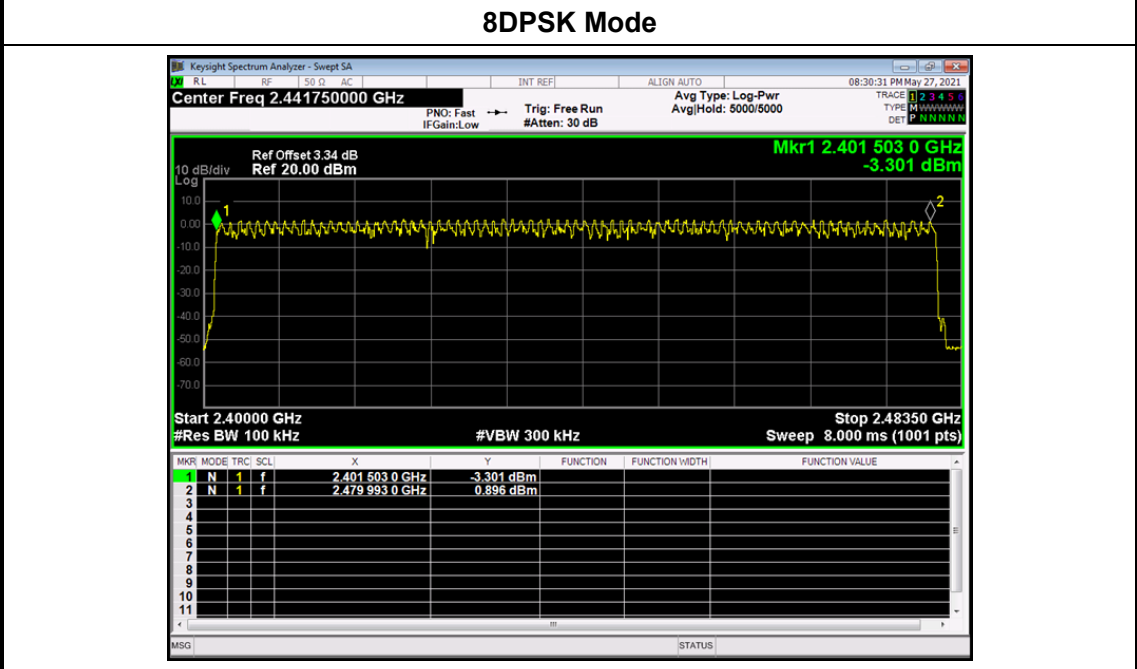 8DPSK Mode
Keysight Spectrum Analyzer - Swept SA
LXI RL RF 50 Ω AC INT REF ALIGN AUTO 08:30:31 PM May 27, 2021
Center Freq 2.441750000 GHz
PNO: Fast
IFGain:Low
Trig: Free Run
#Atten: 30 dB
Avg Type: Log-Pwr
Avg|Hold: 5000/5000
TRACE 1 2 3 4 5 6
TYPE M WWWWW
DET P N N N N N
Mkr1 2.401 503 0 GHz
-3.301 dBm
Ref Offset 3.34 dB
10 dB/div Ref 20.00 dBm
Log
10.0
0.00
-10.0
-20.0
-30.0
-40.0
-50.0
-60.0
-70.0
1
2
Start 2.40000 GHz Stop 2.48350 GHz
#Res BW 100 kHz #VBW 300 kHz Sweep 8.000 ms (1001 pts)
MKR MODE TRC SCL X Y FUNCTION FUNCTION WIDTH FUNCTION VALUE
1 N 1 f 2.401 503 0 GHz -3.301 dBm
2 N 1 f 2.479 993 0 GHz 0.896 dBm
3
4
5
6
7
8
9
10
11
MSG STATUS